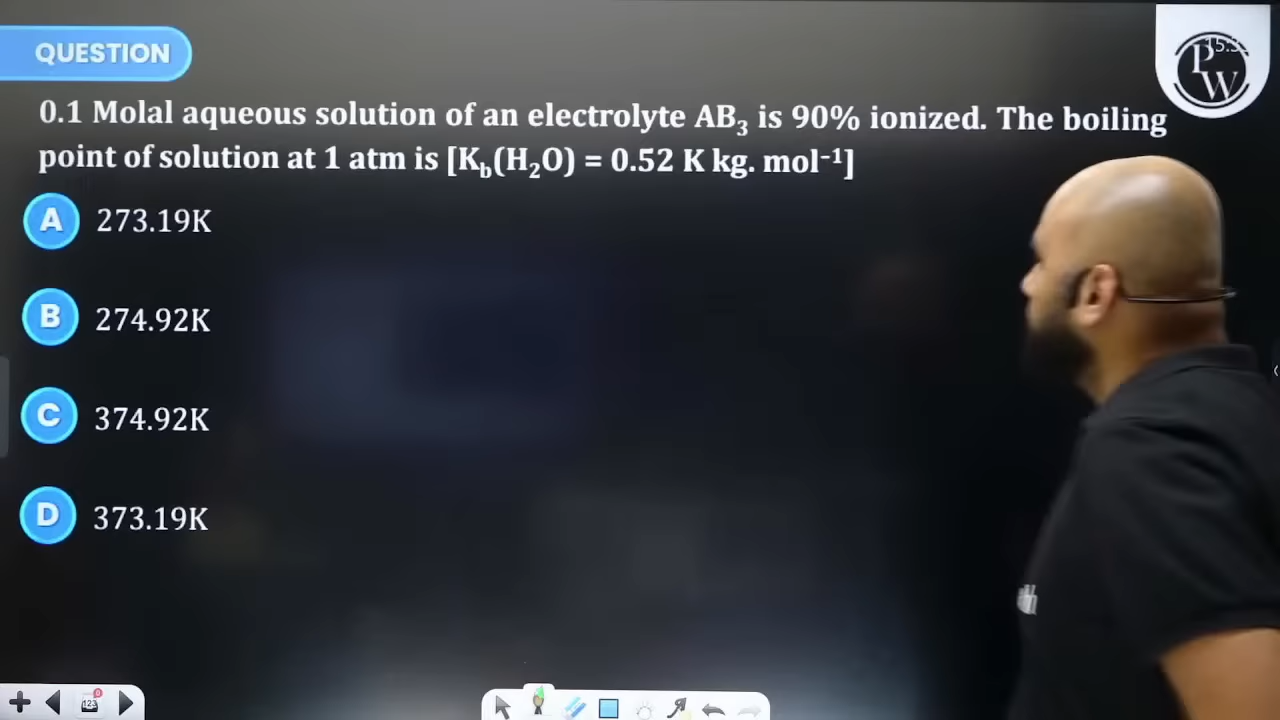 QUESTION
0.1 Molal aqueous solution of an electrolyte AB₃ is 90% ionized. The boiling
point of solution at 1 atm is [K_b(H₂O) = 0.52 K kg. mol⁻¹]
A 273.19K
B 274.92K
C 374.92K
D 373.19K
P
W